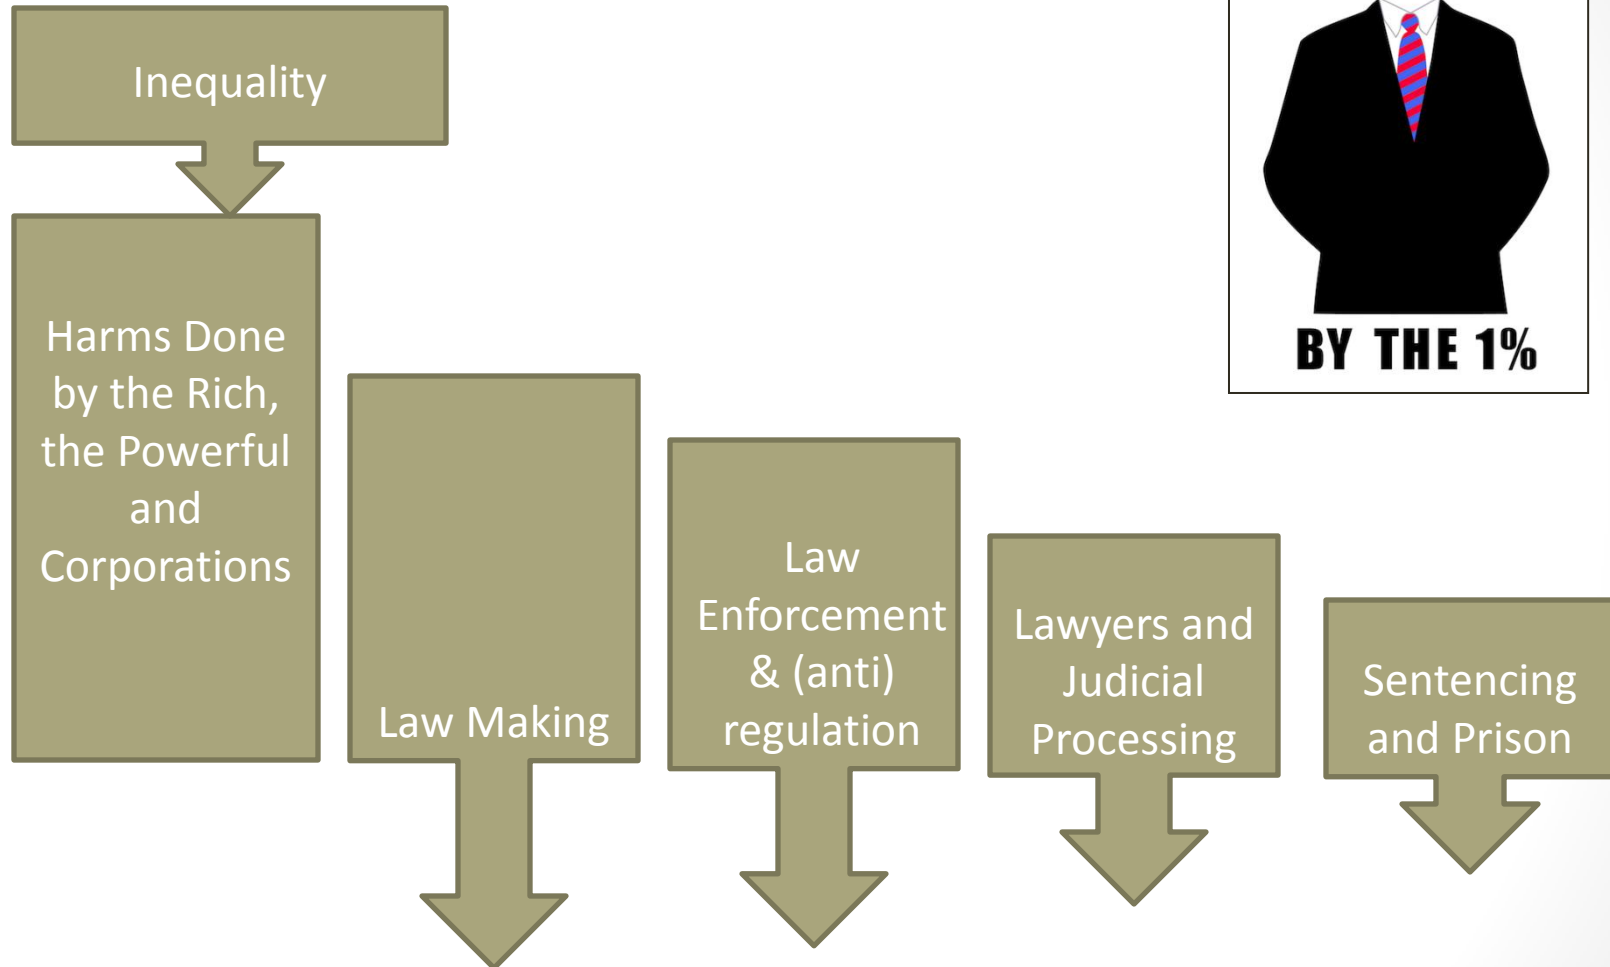 Inequality
BY THE 1%
Harms Done
by the Rich,
the Powerful
and
Corporations
Law Making
Law
Enforcement
& (anti)
regulation
Lawyers and
Judicial
Processing
Sentencing
and Prison